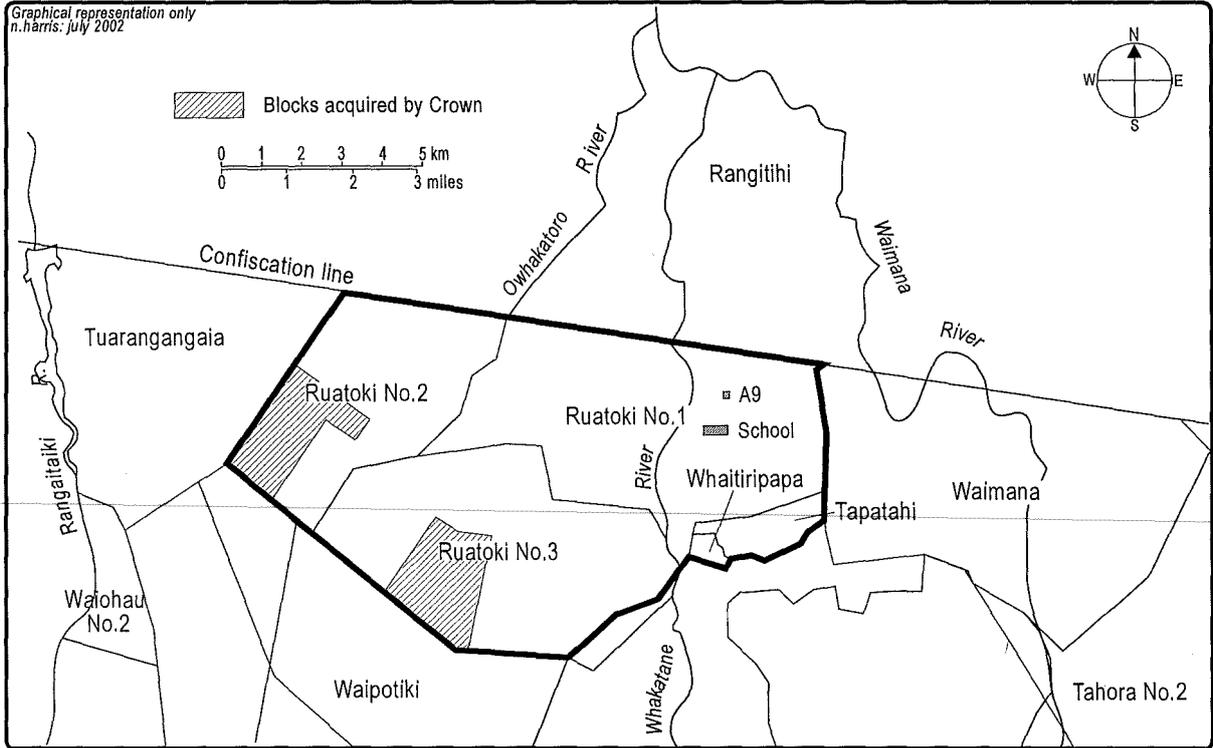 Graphical representation only
n.harris: july 2002
N
W E
S
Blocks acquired by Crown
0 1 2 3 4 5 km
0 1 2 3 miles
River
Rangitihi
Owhakatoro
Waimana
Confiscation line
River
Tuarangangaia
R.
Ruatoki No.2
Ruatoki No.1
A9
School
River
Whaitiripapa
Rangaitaiki
Waimana
Tapatahi
Ruatoki No.3
Waiohau
No.2
Waipotiki
Whakatane
Tahora No.2